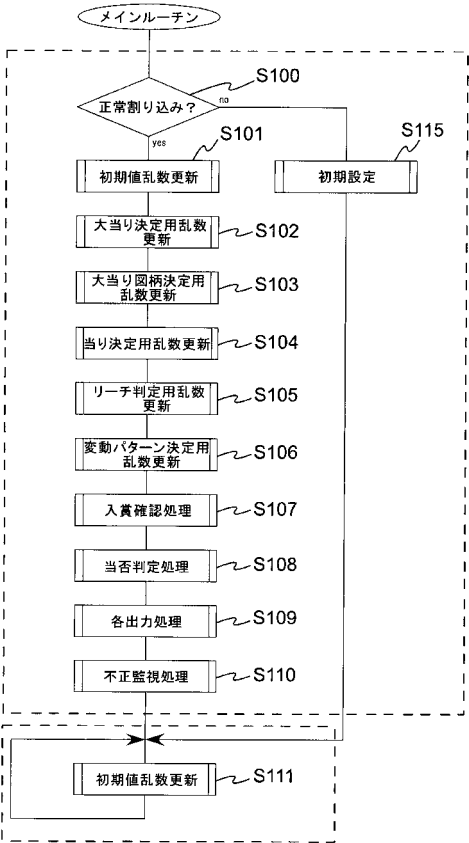 メインルーチン
S100
正常割り込み？
no
yes
S101
S115
初期値乱数更新
初期設定
大当り決定用乱数
更新
S102
大当り図柄決定用
乱数更新
S103
当り決定用乱数更新
S104
リーチ判定用乱数
更新
S105
変動パターン決定用
乱数更新
S106
入賞確認処理
S107
当否判定処理
S108
各出力処理
S109
不正監視処理
S110
初期値乱数更新
S111